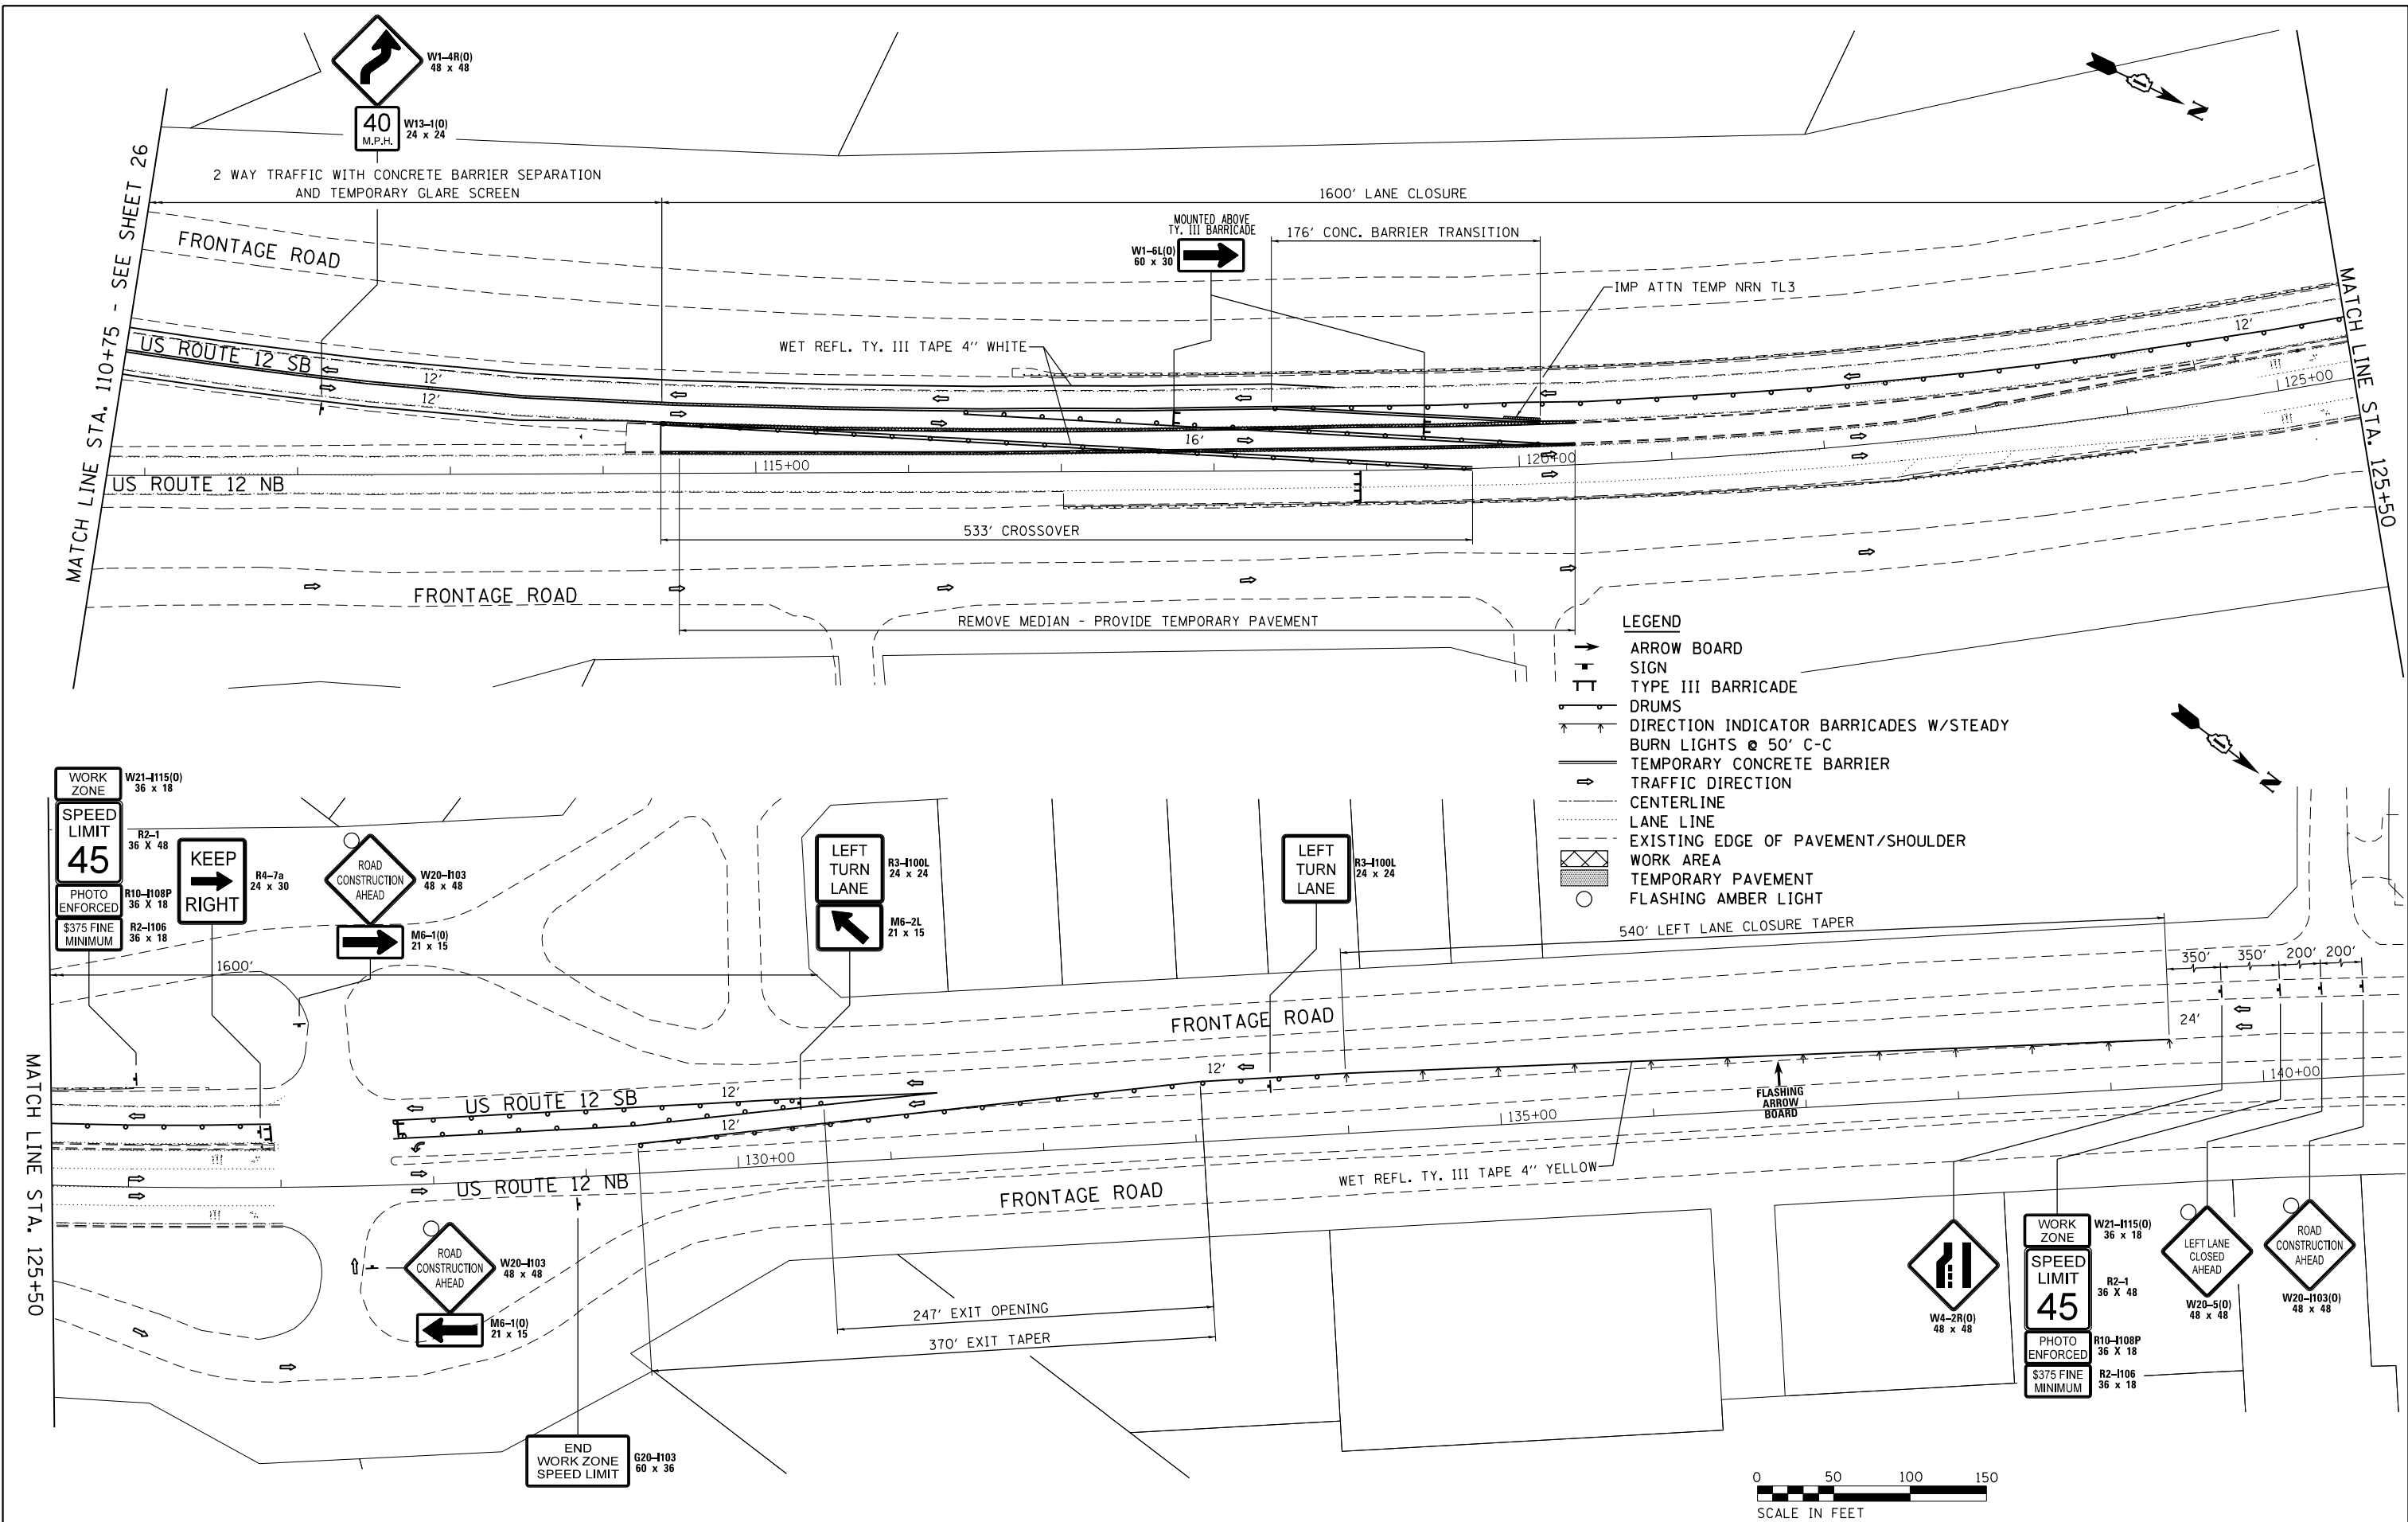 W1-4R(O)
48 x 48
40
M.P.H.
W13-1(O)
24 x 24
2 WAY TRAFFIC WITH CONCRETE BARRIER SEPARATION
AND TEMPORARY GLARE SCREEN
1600' LANE CLOSURE
N
MATCH LINE STA. 110+75 - SEE SHEET 26
FRONTAGE ROAD
MOUNTED ABOVE
TY. III BARRICADE
W1-6L(O)
60 x 30
176' CONC. BARRIER TRANSITION
IMP ATTN TEMP NRN TL3
WET REFL. TY. III TAPE 4" WHITE
US ROUTE 12 SB
12'
12'
12'
16'
115+00
120+00
125+00
US ROUTE 12 NB
533' CROSSOVER
FRONTAGE ROAD
REMOVE MEDIAN - PROVIDE TEMPORARY PAVEMENT
MATCH LINE STA. 125+50
LEGEND
ARROW BOARD
SIGN
TYPE III BARRICADE
DRUMS
DIRECTION INDICATOR BARRICADES W/STEADY
BURN LIGHTS @ 50' C-C
TEMPORARY CONCRETE BARRIER
TRAFFIC DIRECTION
CENTERLINE
LANE LINE
EXISTING EDGE OF PAVEMENT/SHOULDER
WORK AREA
TEMPORARY PAVEMENT
FLASHING AMBER LIGHT
N
WORK
ZONE
W21-I115(O)
36 x 18
SPEED
LIMIT
45
R2-1
36 X 48
PHOTO
ENFORCED
R10-I108P
36 X 18
$375 FINE
MINIMUM
R2-I106
36 x 18
KEEP
RIGHT
R4-7a
24 x 30
ROAD
CONSTRUCTION
AHEAD
W20-I103
48 x 48
M6-1(O)
21 x 15
LEFT
TURN
LANE
R3-I100L
24 x 24
M6-2L
21 x 15
LEFT
TURN
LANE
R3-I100L
24 x 24
1600'
540' LEFT LANE CLOSURE TAPER
350'
350'
200'
200'
FRONTAGE ROAD
24'
MATCH LINE STA. 125+50
US ROUTE 12 SB
12'
12'
12'
FLASHING
ARROW
BOARD
130+00
135+00
140+00
US ROUTE 12 NB
FRONTAGE ROAD
WET REFL. TY. III TAPE 4" YELLOW
ROAD
CONSTRUCTION
AHEAD
W20-I103
48 x 48
M6-1(O)
21 x 15
247' EXIT OPENING
370' EXIT TAPER
END
WORK ZONE
SPEED LIMIT
G20-I103
60 x 36
W4-2R(O)
48 x 48
WORK
ZONE
W21-I115(O)
36 x 18
SPEED
LIMIT
45
R2-1
36 X 48
PHOTO
ENFORCED
R10-I108P
36 X 18
$375 FINE
MINIMUM
R2-I106
36 x 18
LEFT LANE
CLOSED
AHEAD
W20-5(O)
48 x 48
ROAD
CONSTRUCTION
AHEAD
W20-I103(O)
48 x 48
0 50 100 150
SCALE IN FEET